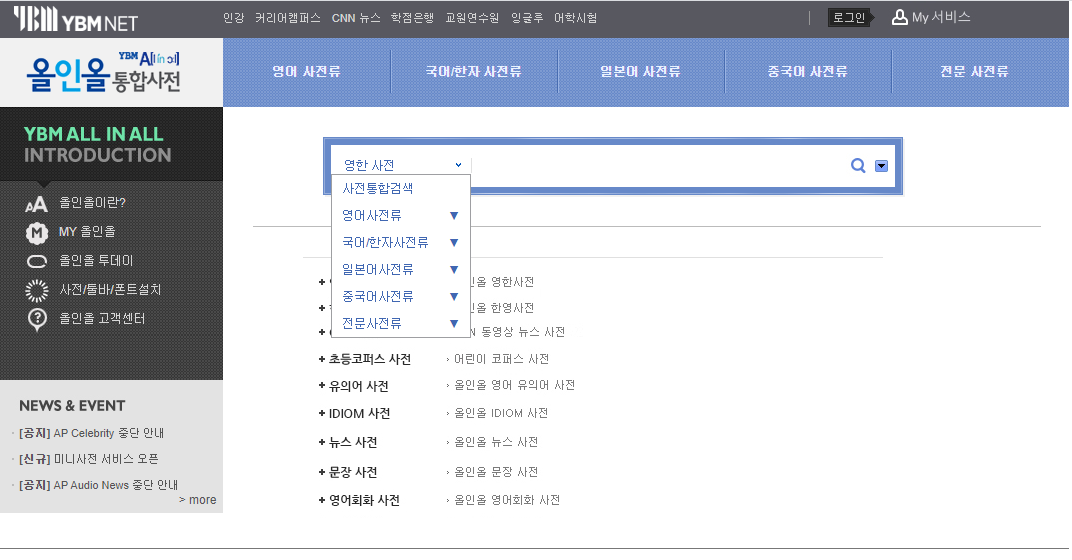 YBM NET
인강 커리어캠퍼스 CNN 뉴스 학점은행 교원연수원 잉글루 어학시험
로그인 My 서비스
YBM All in all
올인올 통합사전
영어 사전류 국어/한자 사전류 일본어 사전류 중국어 사전류 전문 사전류
YBM ALL IN ALL
INTRODUCTION
올인올이란?
MY 올인올
올인올 투데이
사전/툴바/폰트설치
올인올 고객센터
NEWS & EVENT
[공지] AP Celebrity 중단 안내
[신규] 미니사전 서비스 오픈
[공지] AP Audio News 중단 안내
> more
영한 사전
사전통합검색
영어사전류 ▼
국어/한자사전류 ▼
일본어사전류 ▼
중국어사전류 ▼
전문사전류 ▼
영한사전
한영사전
동영상 뉴스 사전
+ 초등코퍼스 사전 › 어린이 코퍼스 사전
+ 유의어 사전 › 올인올 영어 유의어 사전
+ IDIOM 사전 › 올인올 IDIOM 사전
+ 뉴스 사전 › 올인올 뉴스 사전
+ 문장 사전 › 올인올 문장 사전
+ 영어회화 사전 › 올인올 영어회화 사전